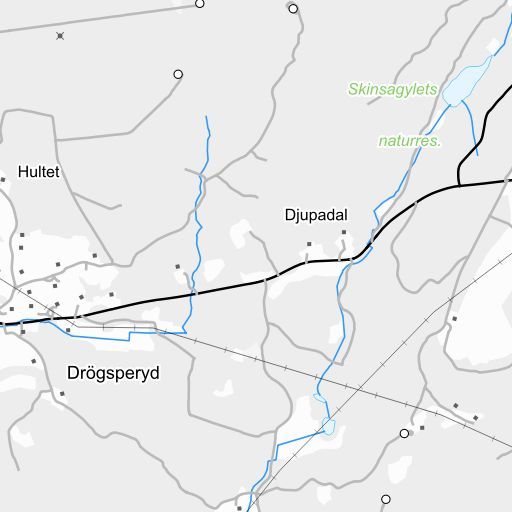 Skinsagylets
naturres.
Hultet
Djupadal
Drögsperyd